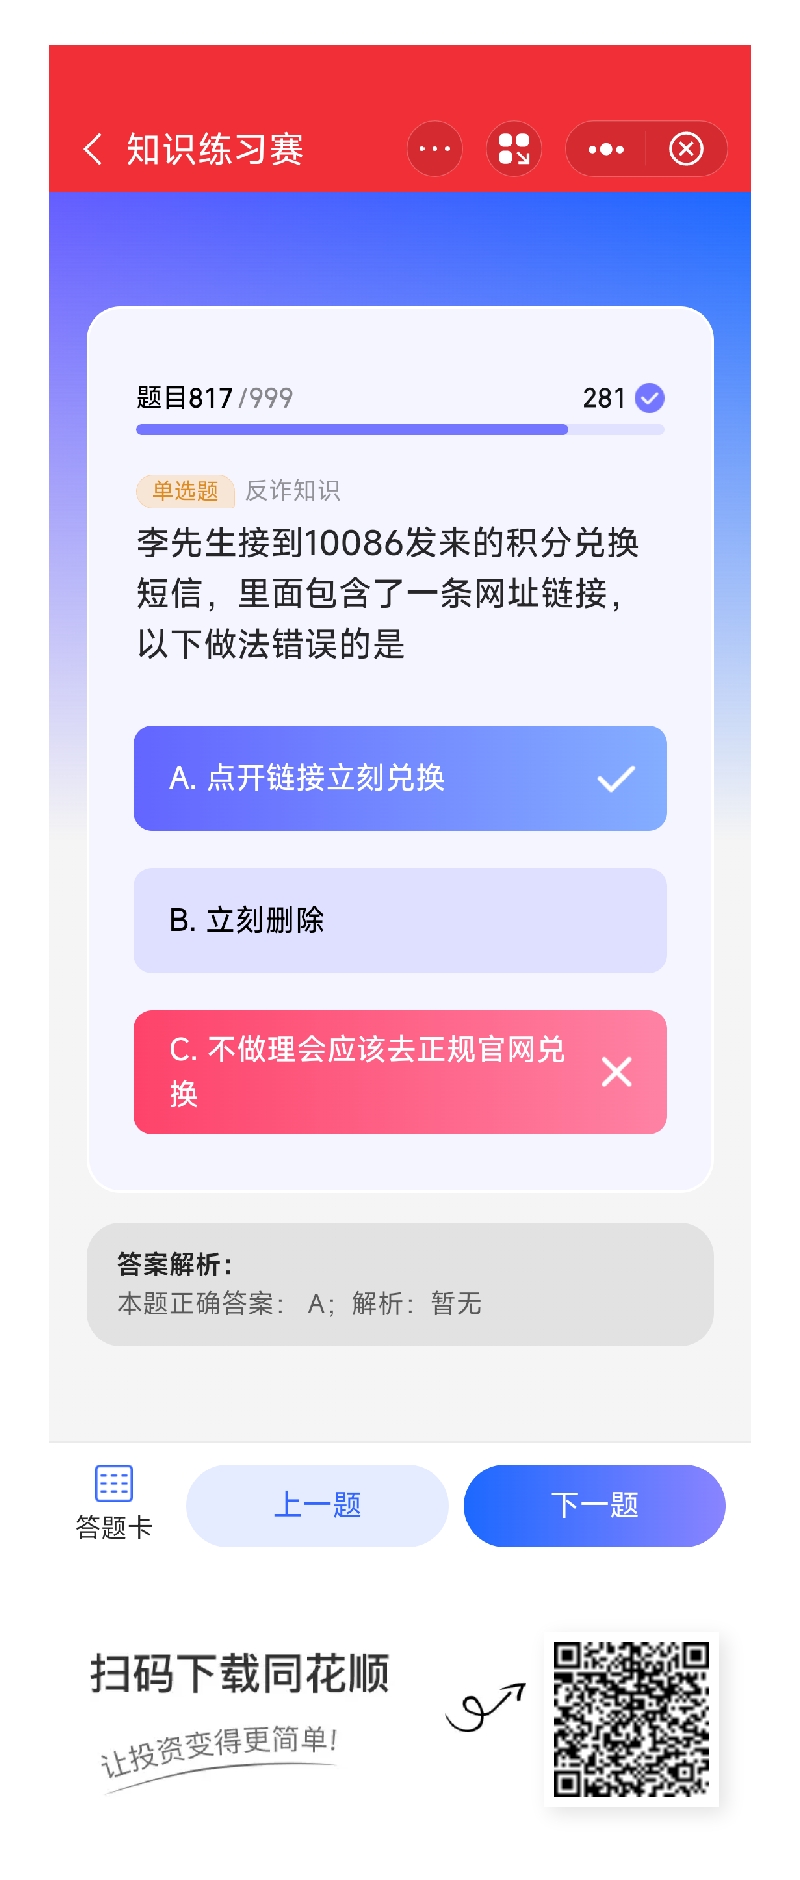 知识练习赛
题目817/999
281
单选题 反诈知识
李先生接到10086发来的积分兑换
短信，里面包含了一条网址链接，
以下做法错误的是
A. 点开链接立刻兑换
B. 立刻删除
C. 不做理会应该去正规官网兑
换
答案解析：
本题正确答案： A；解析：暂无
答题卡
上一题
下一题
扫码下载同花顺
让投资变得更简单!